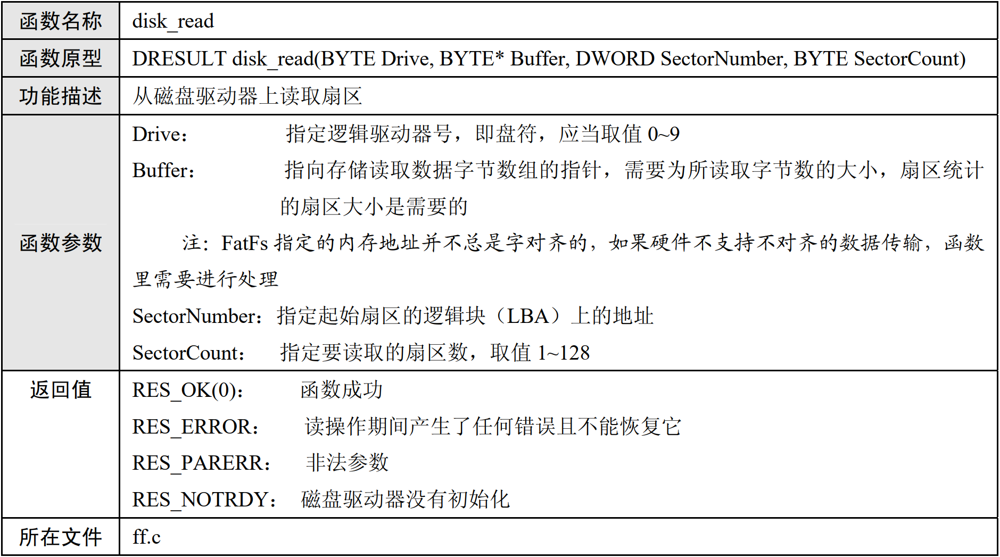 函数名称 disk_read
函数原型 DRESULT disk_read(BYTE Drive, BYTE* Buffer, DWORD SectorNumber, BYTE SectorCount)
功能描述 从磁盘驱动器上读取扇区
函数参数
Drive： 指定逻辑驱动器号，即盘符，应当取值 0~9
Buffer： 指向存储读取数据字节数组的指针，需要为所读取字节数的大小，扇区统计
的扇区大小是需要的
注：FatFs 指定的内存地址并不总是字对齐的，如果硬件不支持不对齐的数据传输，函数
里需要进行处理
SectorNumber：指定起始扇区的逻辑块（LBA）上的地址
SectorCount： 指定要读取的扇区数，取值 1~128
返回值 RES_OK(0)： 函数成功
RES_ERROR： 读操作期间产生了任何错误且不能恢复它
RES_PARERR： 非法参数
RES_NOTRDY： 磁盘驱动器没有初始化
所在文件 ff.c